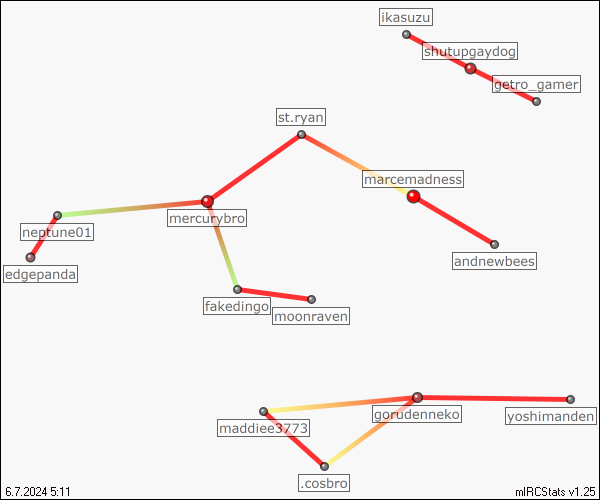 ikasuzu
shutupgaydog
getro_gamer
st.ryan
marcemadness
mercurybro
neptune01
andnewbees
edgepanda
fakedingo
moonraven
gorudenneko
yoshimanden
maddiee3773
.cosbro
6.7.2024 5:11
mIRCStats v1.25